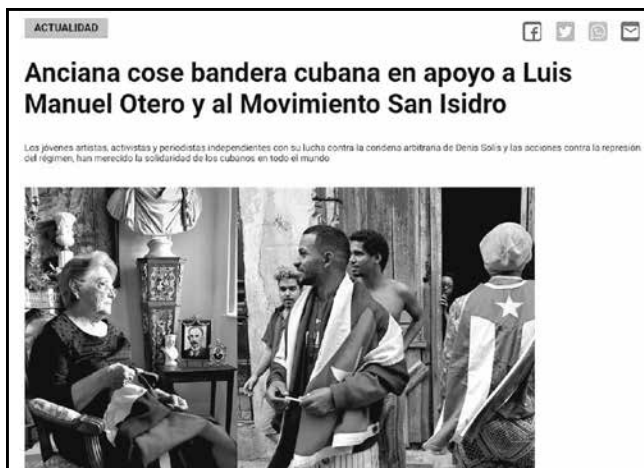 ACTUALIDAD
Anciana cose bandera cubana en apoyo a Luis
Manuel Otero y al Movimiento San Isidro
Los jóvenes artistas, activistas y periodistas independientes con su lucha contra la condena arbitraria de Denis Solís y las acciones contra la represión
del régimen, han merecido la solidaridad de los cubanos en todo el mundo